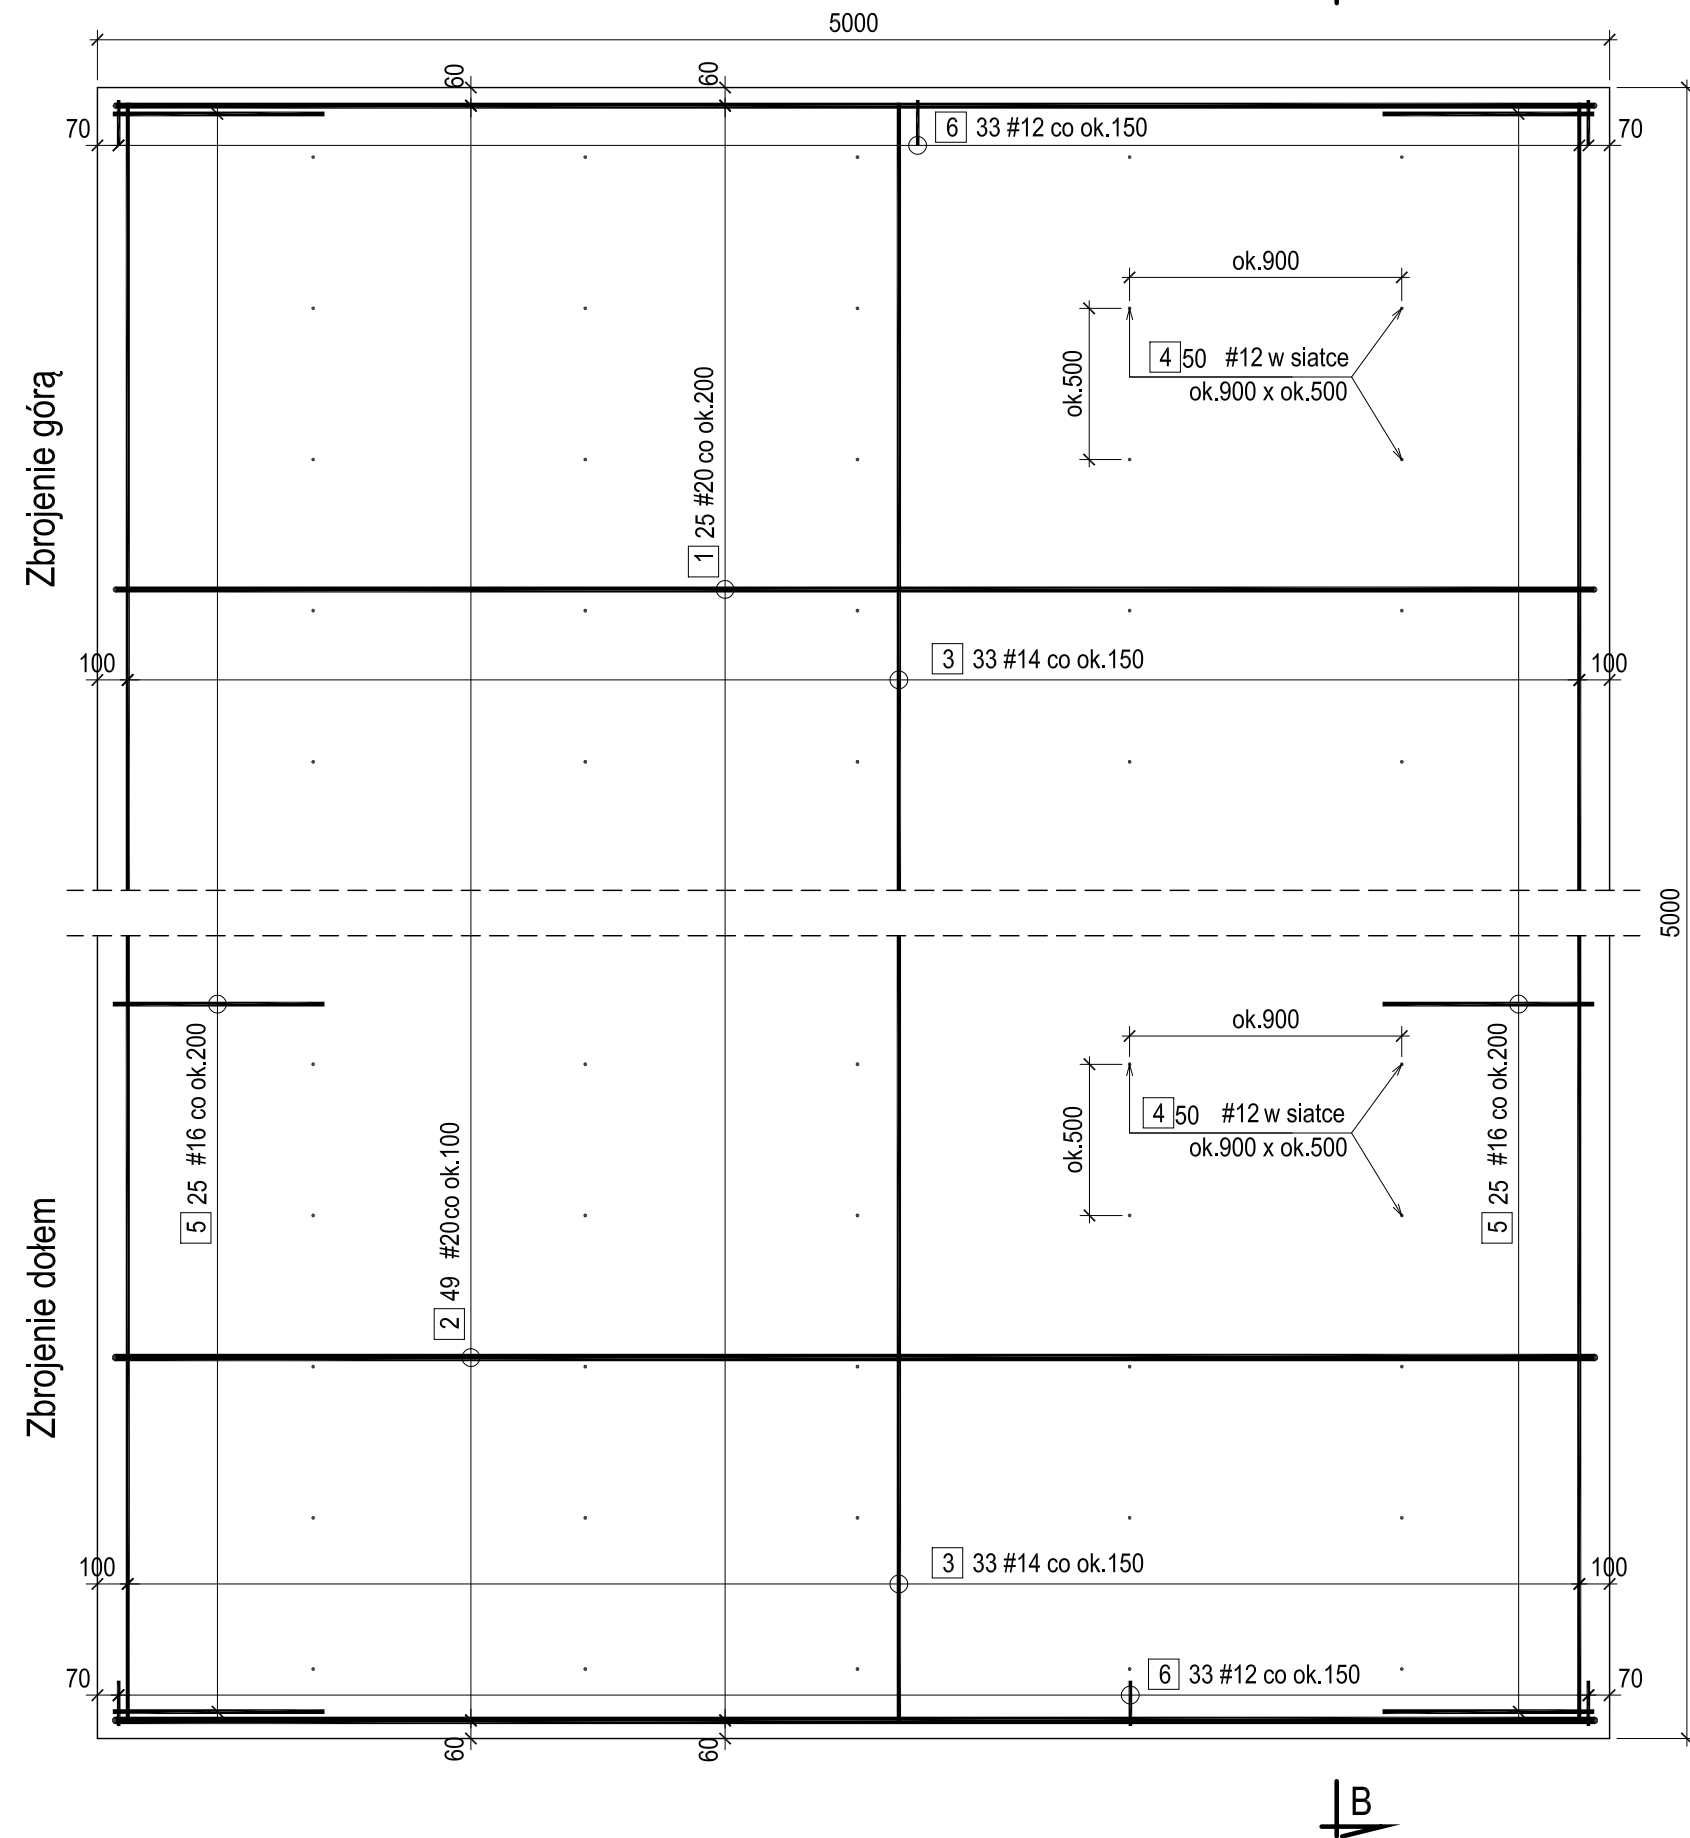 5000
60
60
70
6 33 #12 co ok.150
70
ok.900
ok.500
4 50 #12 w siatce
ok.900 x ok.500
Zbrojenie górą
1 25 #20 co ok.200
100
3 33 #14 co ok.150
100
5000
ok.900
ok.500
4 50 #12 w siatce
ok.900 x ok.500
5 25 #16 co ok.200
5 25 #16 co ok.200
Zbrojenie dołem
2 49 #20co ok.100
100
3 33 #14 co ok.150
100
70
6 33 #12 co ok.150
70
60
60
B